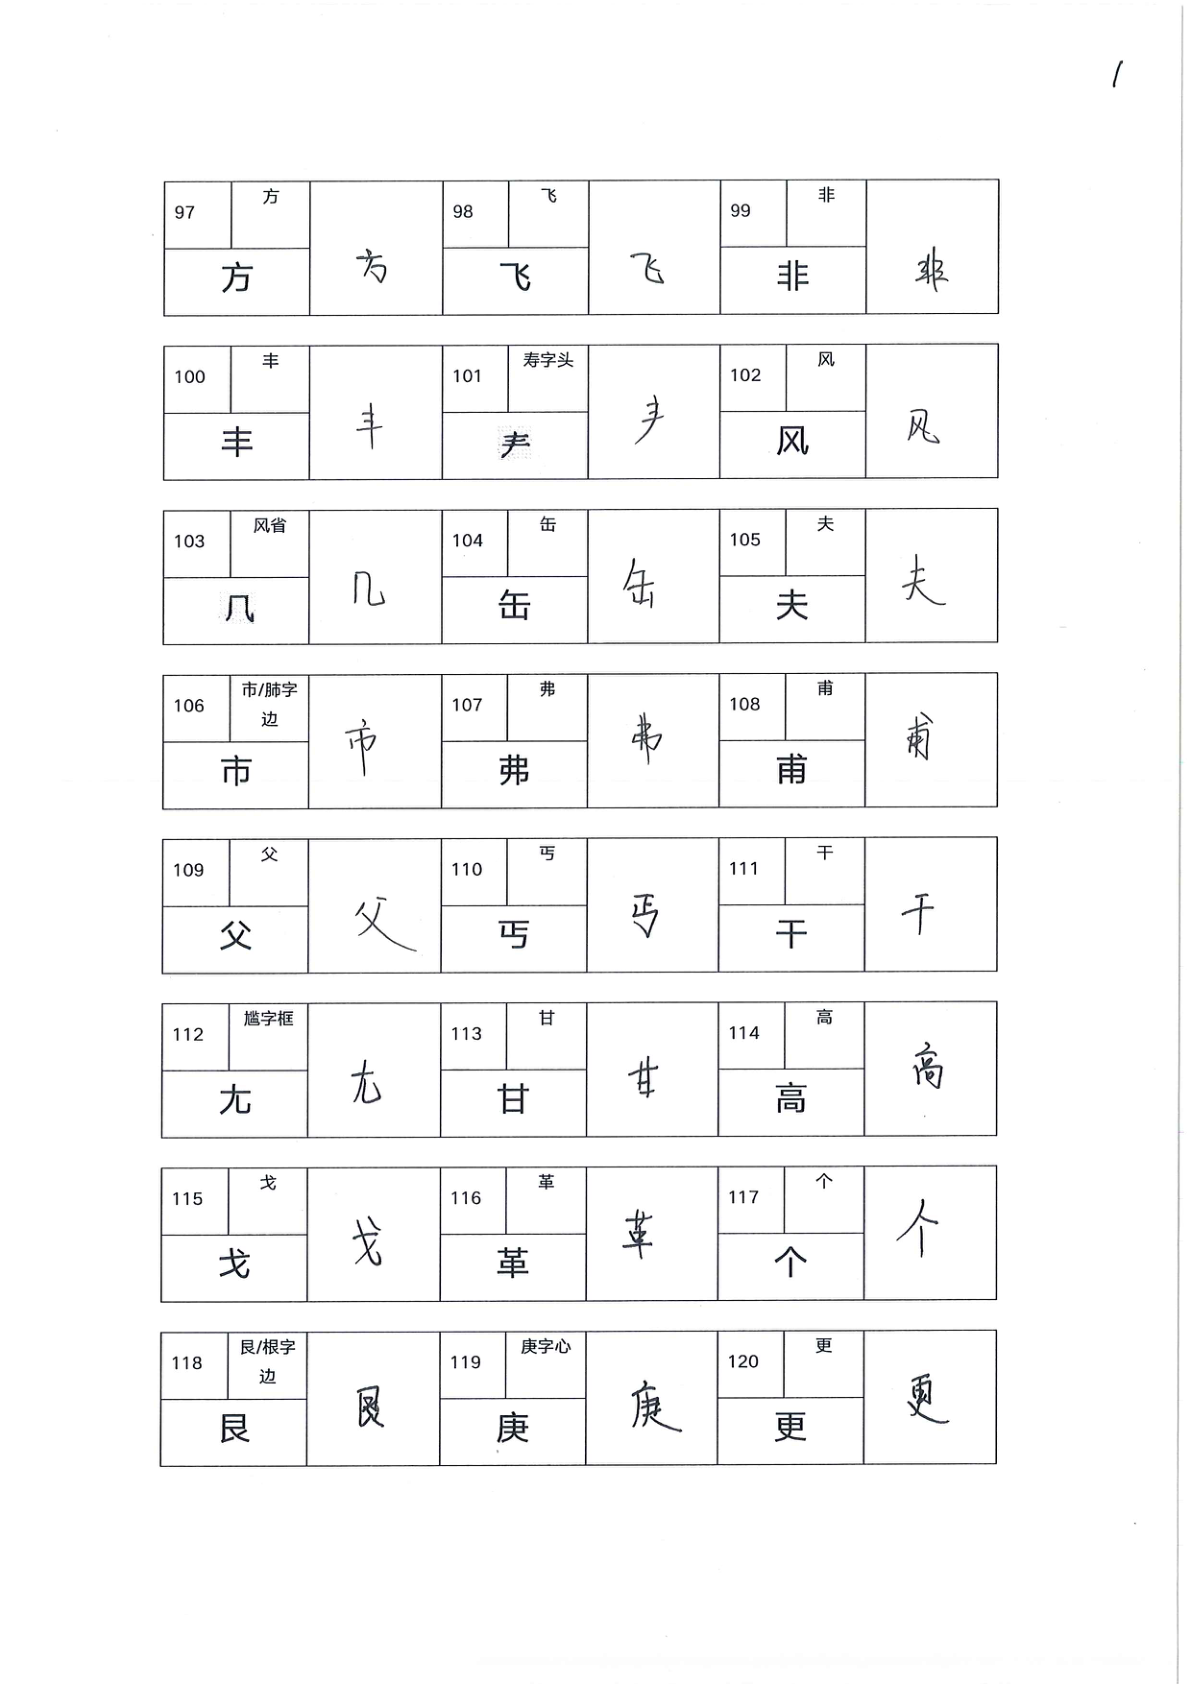 1
97 方 方 方 98 飞 飞 飞 99 非 非 非
100 丰 丰 丰 101 寿字头 𡗗 𡗗 102 风 风 风
103 风省 𠘨 𠘨 104 缶 缶 缶 105 夫 夫 夫
106 市/肺字边 市 市 107 弗 弗 弗 108 甫 甫 甫
109 父 父 父 110 丏 丏 丏 111 干 干 干
112 尴字框 尢 尢 113 甘 甘 甘 114 高 高 高
115 戈 戈 戈 116 革 革 革 117 个 个 个
118 艮/根字边 艮 艮 119 庚字心 庚 庚 120 更 更 更